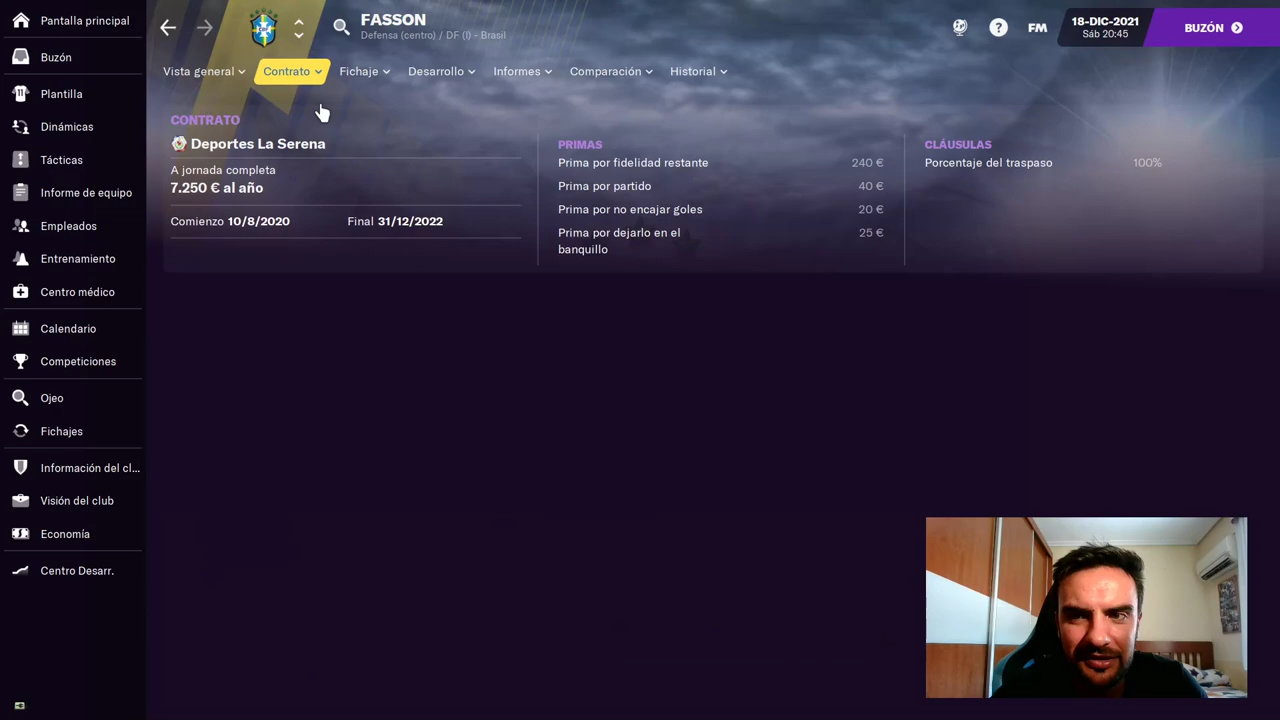 Pantalla principal
Buzón
Plantilla
Dinámicas
Tácticas
Informe de equipo
Empleados
Entrenamiento
Centro médico
Calendario
Competiciones
Ojeo
Fichajes
Información del cl...
Visión del club
Economía
Centro Desarr.
FASSON
Defensa (centro) / DF (I) - Brasil
?
FM
18-DIC-2021
Sáb 20:45
BUZÓN
Vista general
Contrato
Fichaje
Desarrollo
Informes
Comparación
Historial
CONTRATO
Deportes La Serena
A jornada completa
7.250 € al año
Comienzo 10/8/2020 Final 31/12/2022
PRIMAS
Prima por fidelidad restante 240 €
Prima por partido 40 €
Prima por no encajar goles 20 €
Prima por dejarlo en el 25 €
banquillo
CLÁUSULAS
Porcentaje del traspaso 100%